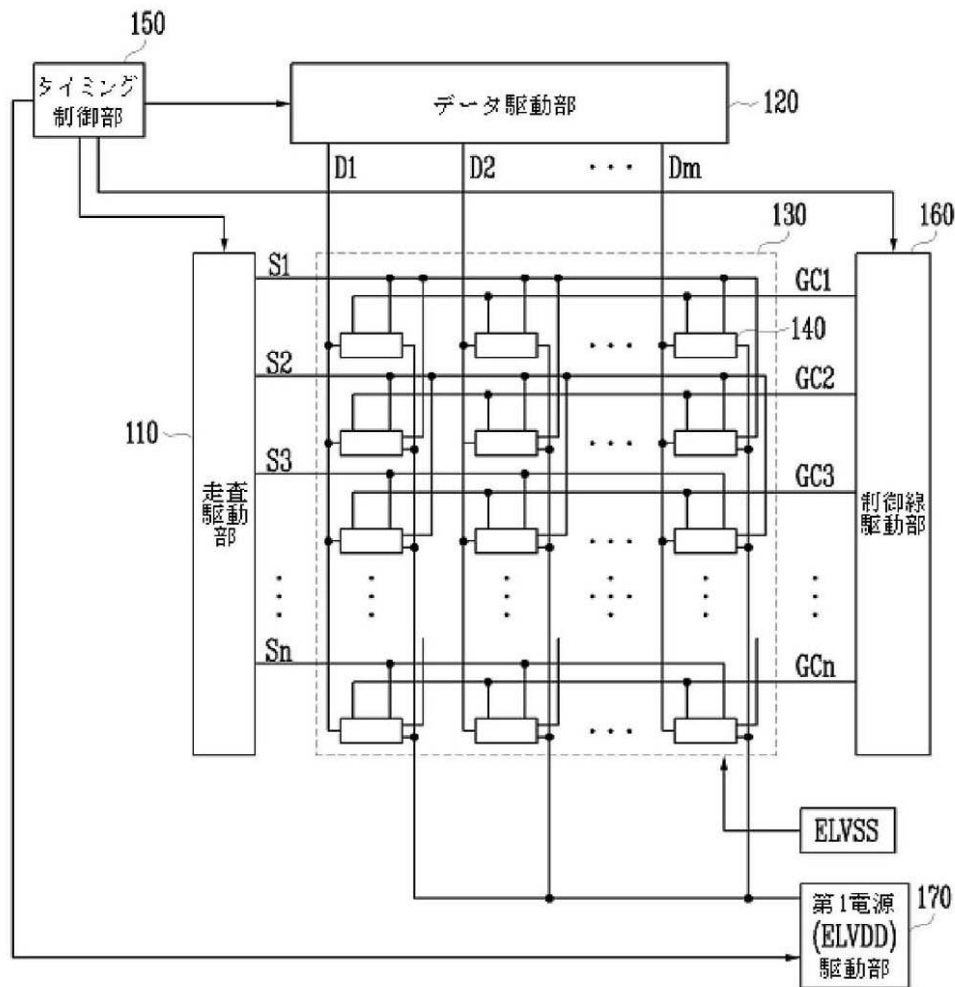 150
タイミング
制御部
データ駆動部
120
D1
D2
Dm
130
160
S1
GC1
140
S2
GC2
110
S3
GC3
走査
駆動
部
制御線
駆動部
Sn
GCn
ELVSS
第1電源
(ELVDD)
駆動部
170